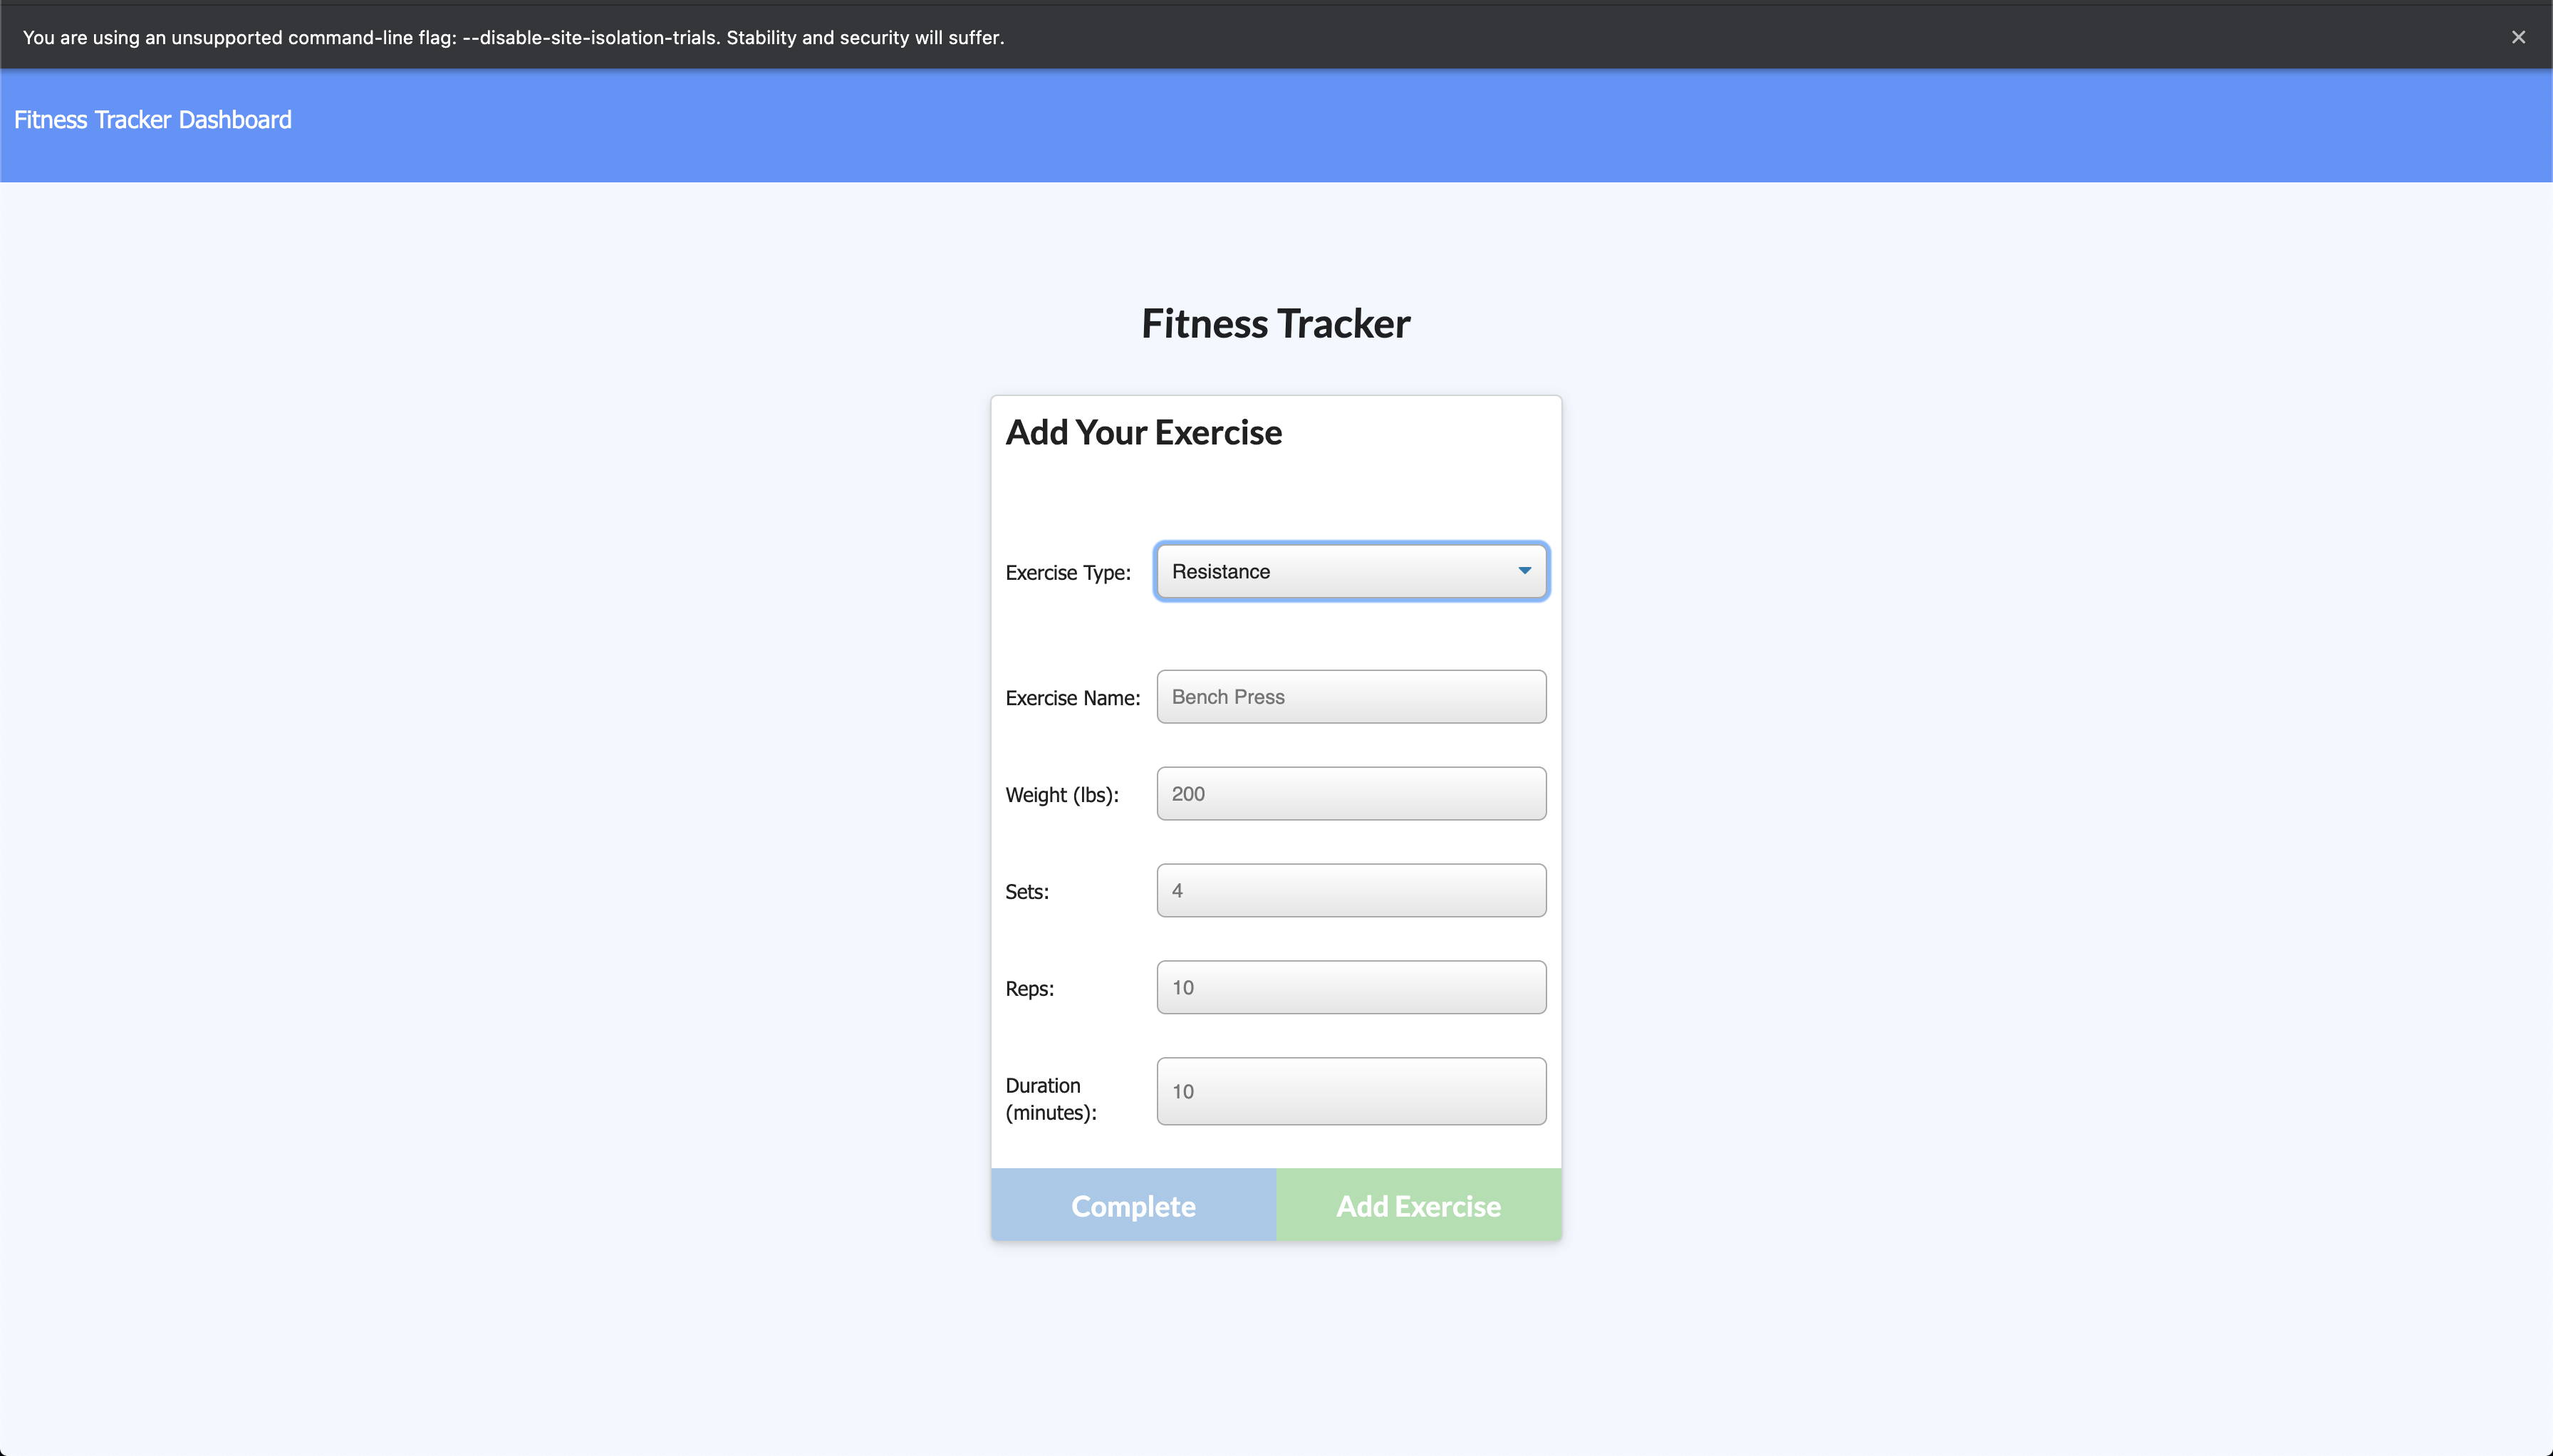 You are using an unsupported command-line flag: --disable-site-isolation-trials. Stability and security will suffer.
Fitness Tracker Dashboard
Fitness Tracker
Add Your Exercise
Exercise Type: Resistance
Exercise Name: Bench Press
Weight (lbs): 200
Sets: 4
Reps: 10
Duration
(minutes): 10
Complete Add Exercise